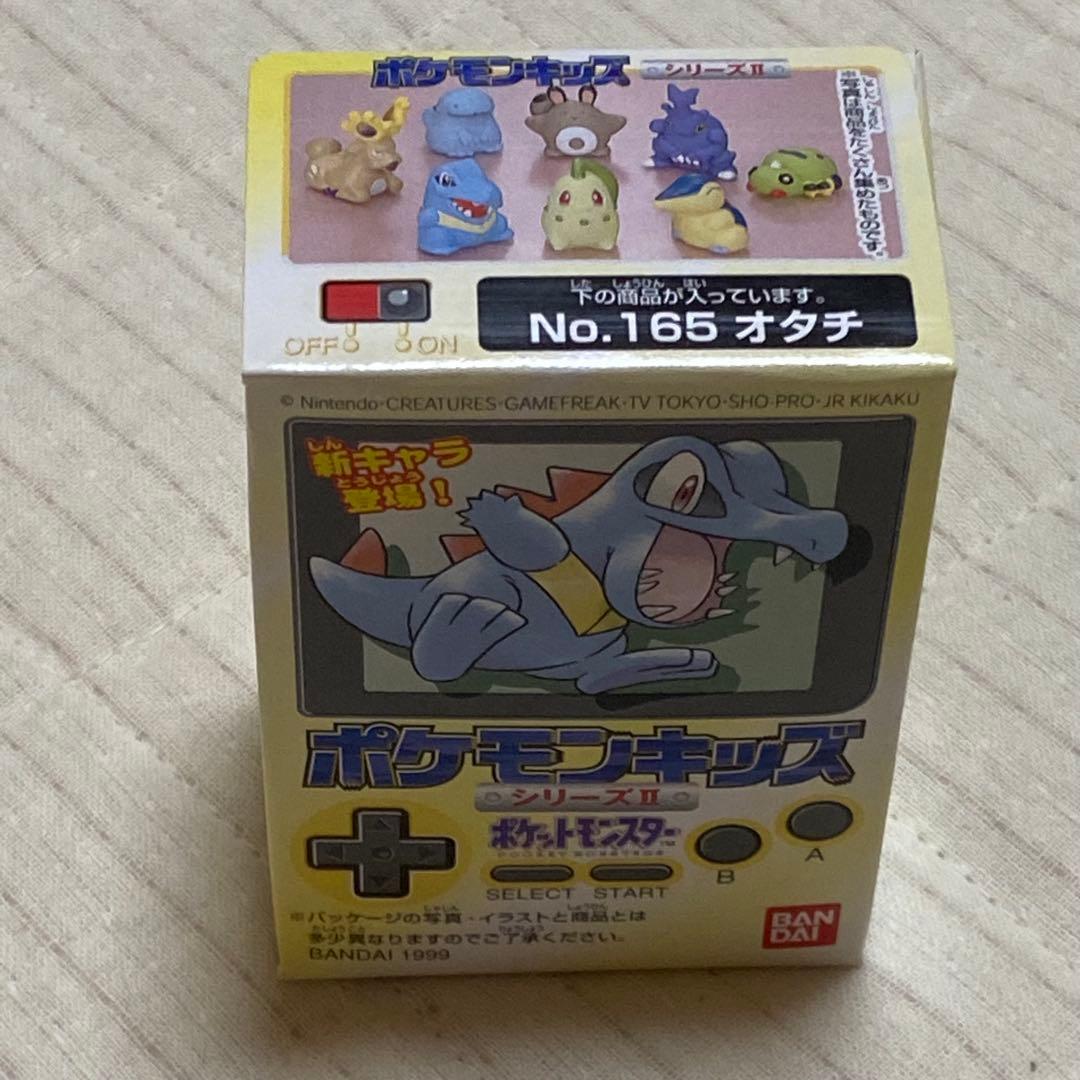 ポケモンキッズ
シリーズⅡ
※写真は商品をたくさん集めたものです。
OFF ON
下の商品が入っています。
No.165 オタチ
© Nintendo・CREATURES・GAMEFREAK・TV TOKYO・SHO-PRO・JR KIKAKU
新キャラ
登場!
ポケモンキッズ
シリーズⅡ
ポケットモンスター™
POCKET MONSTERS
SELECT START
B
A
※パッケージの写真・イラストと商品とは
多少異なりますのでご了承ください。
BANDAI 1999
BAN
DAI